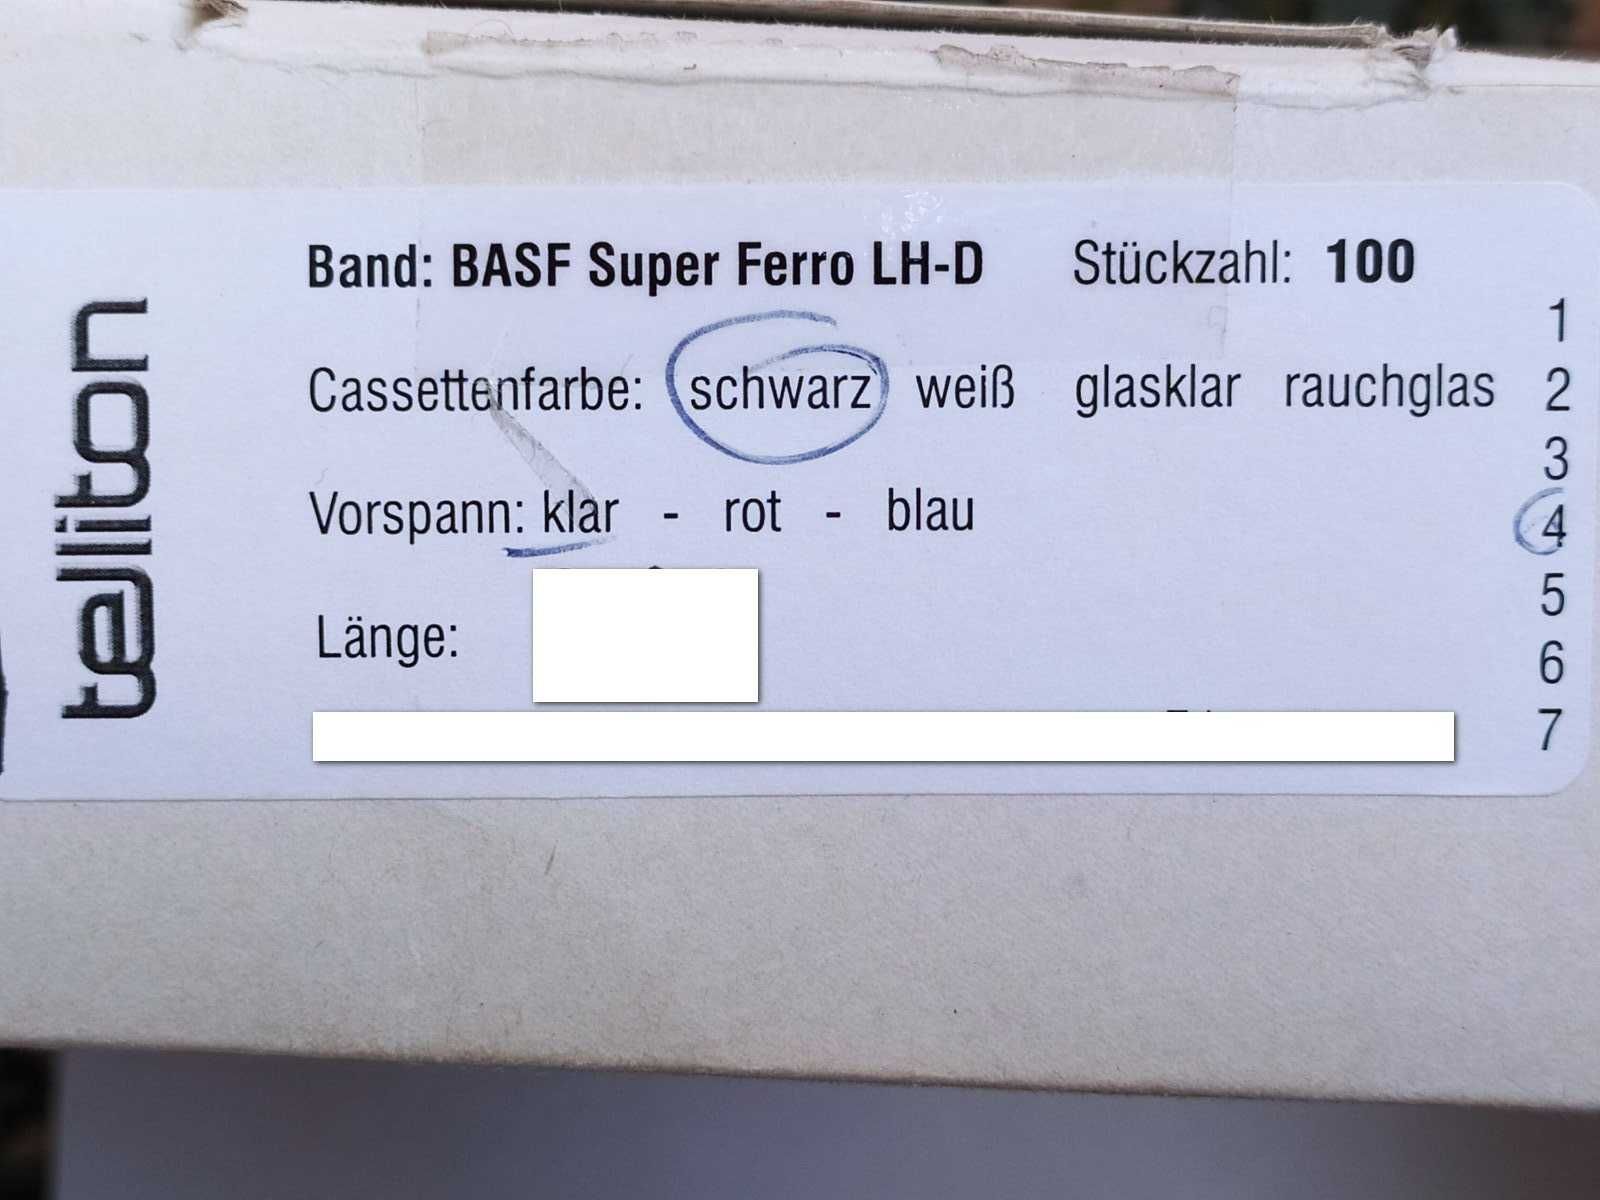 telliton
Band: BASF Super Ferro LH-D Stückzahl: 100
Cassettenfarbe: schwarz weiß glasklar rauchglas
Vorspann: klar - rot - blau
Länge:
1
2
3
4
5
6
7